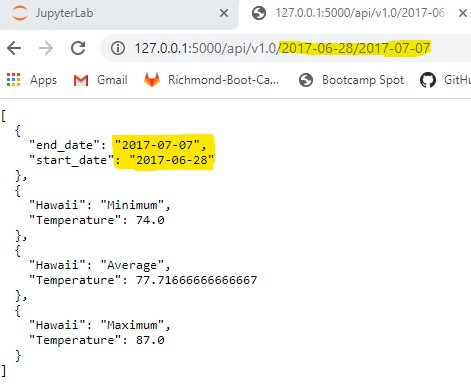 JupyterLab
127.0.0.1:5000/api/v1.0/2017-06-
127.0.0.1:5000/api/v1.0/2017-06-28/2017-07-07
Apps Gmail Richmond-Boot-Ca... Bootcamp Spot GitHu
[
{
"end_date": "2017-07-07",
"start_date": "2017-06-28"
},
{
"Hawaii": "Minimum",
"Temperature": 74.0
},
{
"Hawaii": "Average",
"Temperature": 77.71666666666667
},
{
"Hawaii": "Maximum",
"Temperature": 87.0
}
]